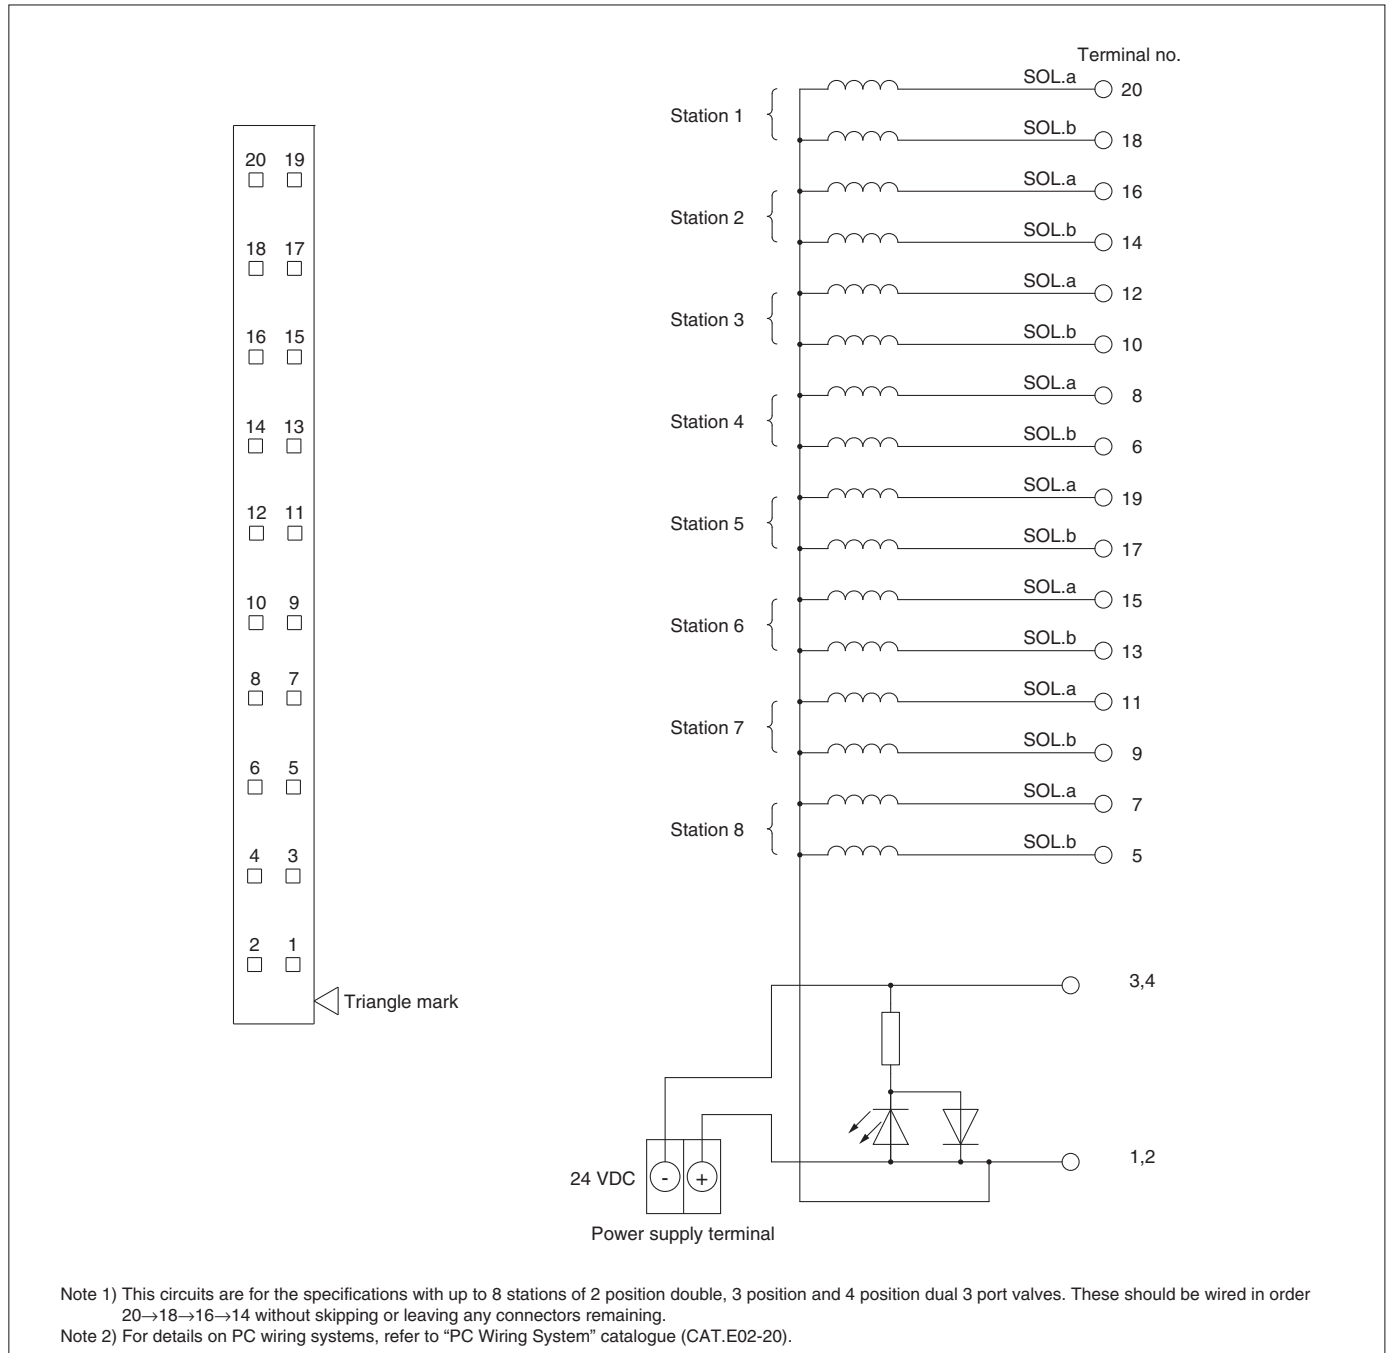 Terminal no.
20 19
18 17
16 15
14 13
12 11
10 9
8 7
6 5
4 3
2 1
Triangle mark
Station 1
SOL.a 20
SOL.b 18
Station 2
SOL.a 16
SOL.b 14
Station 3
SOL.a 12
SOL.b 10
Station 4
SOL.a 8
SOL.b 6
Station 5
SOL.a 19
SOL.b 17
Station 6
SOL.a 15
SOL.b 13
Station 7
SOL.a 11
SOL.b 9
Station 8
SOL.a 7
SOL.b 5
3,4
1,2
24 VDC - +
Power supply terminal
Note 1) This circuits are for the specifications with up to 8 stations of 2 position double, 3 position and 4 position dual 3 port valves. These should be wired in order
20→18→16→14 without skipping or leaving any connectors remaining.
Note 2) For details on PC wiring systems, refer to “PC Wiring System” catalogue (CAT.E02-20).